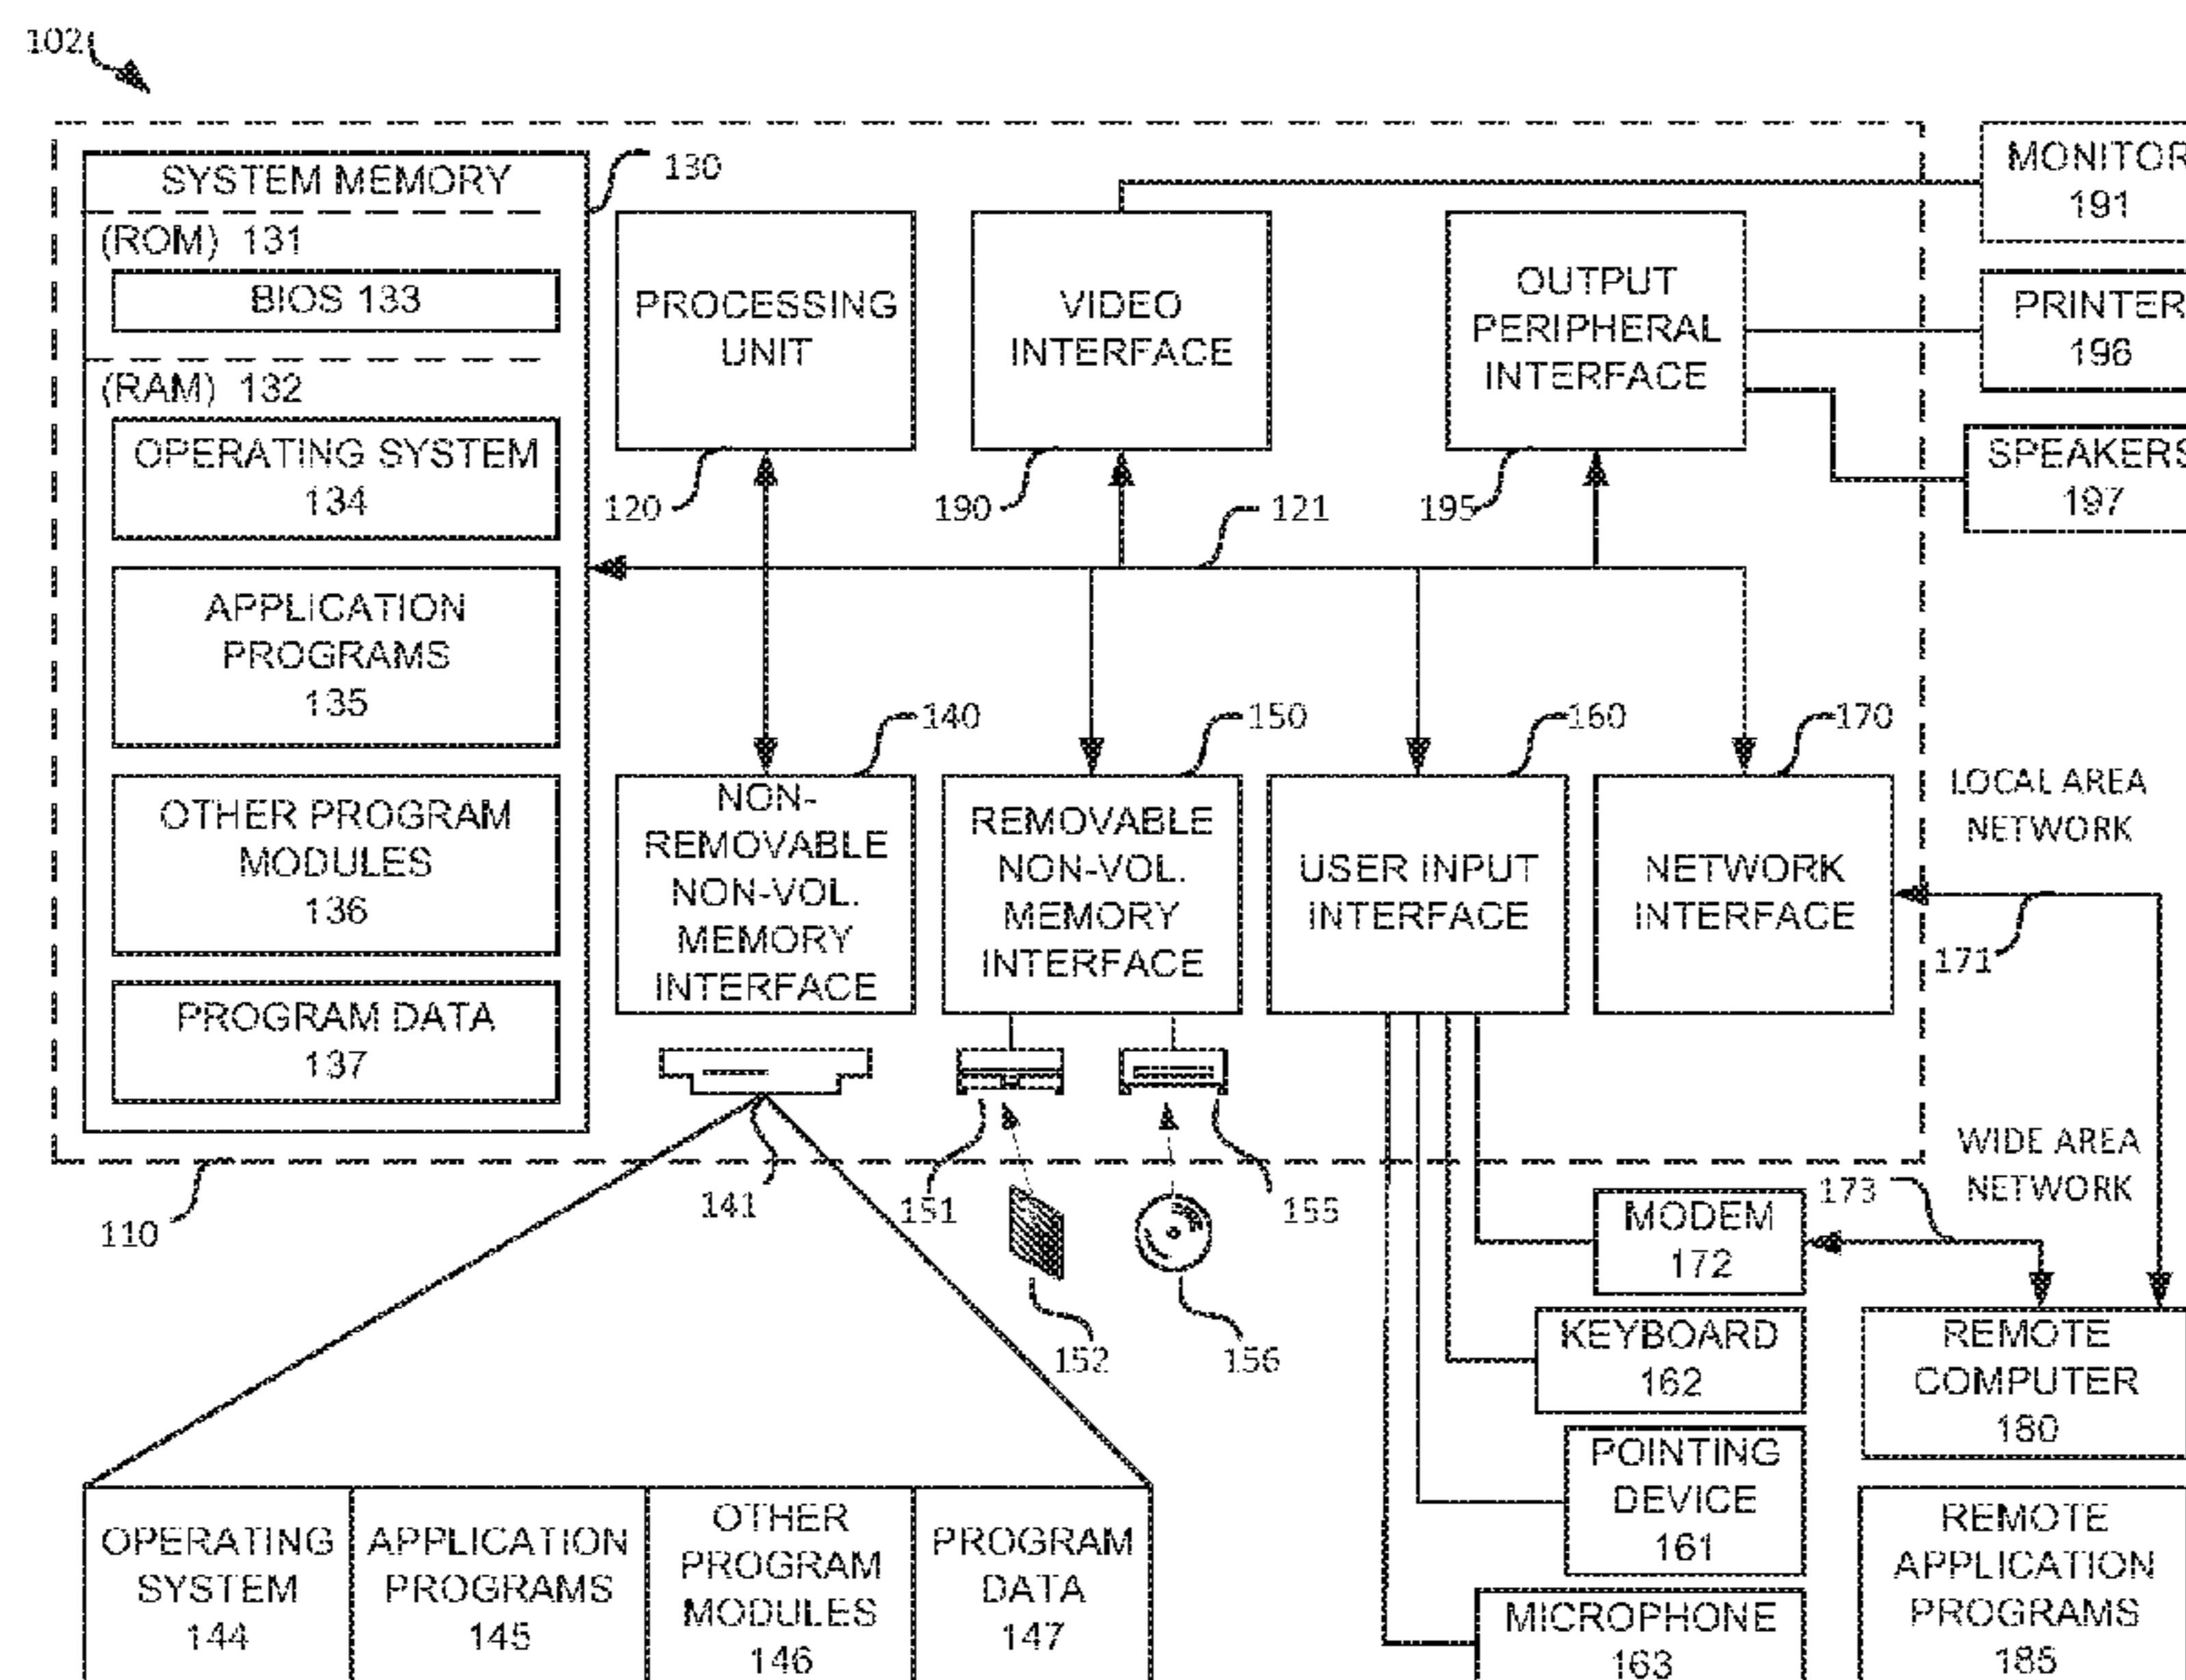 102
SYSTEM MEMORY
130
(ROM) 131
BIOS 133
(RAM) 132
OPERATING SYSTEM
134
APPLICATION
PROGRAMS
135
OTHER PROGRAM
MODULES
136
PROGRAM DATA
137
PROCESSING
UNIT
120
VIDEO
INTERFACE
190
121
OUTPUT
PERIPHERAL
INTERFACE
195
MONITOR
191
PRINTER
196
SPEAKERS
197
140
NON-
REMOVABLE
NON-VOL.
MEMORY
INTERFACE
150
REMOVABLE
NON-VOL.
MEMORY
INTERFACE
160
USER INPUT
INTERFACE
170
NETWORK
INTERFACE
LOCAL AREA
NETWORK
171
WIDE AREA
NETWORK
173
110
141
151
155
152
156
MODEM
172
KEYBOARD
162
POINTING
DEVICE
161
MICROPHONE
163
REMOTE
COMPUTER
180
REMOTE
APPLICATION
PROGRAMS
185
OPERATING
SYSTEM
144
APPLICATION
PROGRAMS
145
OTHER
PROGRAM
MODULES
146
PROGRAM
DATA
147